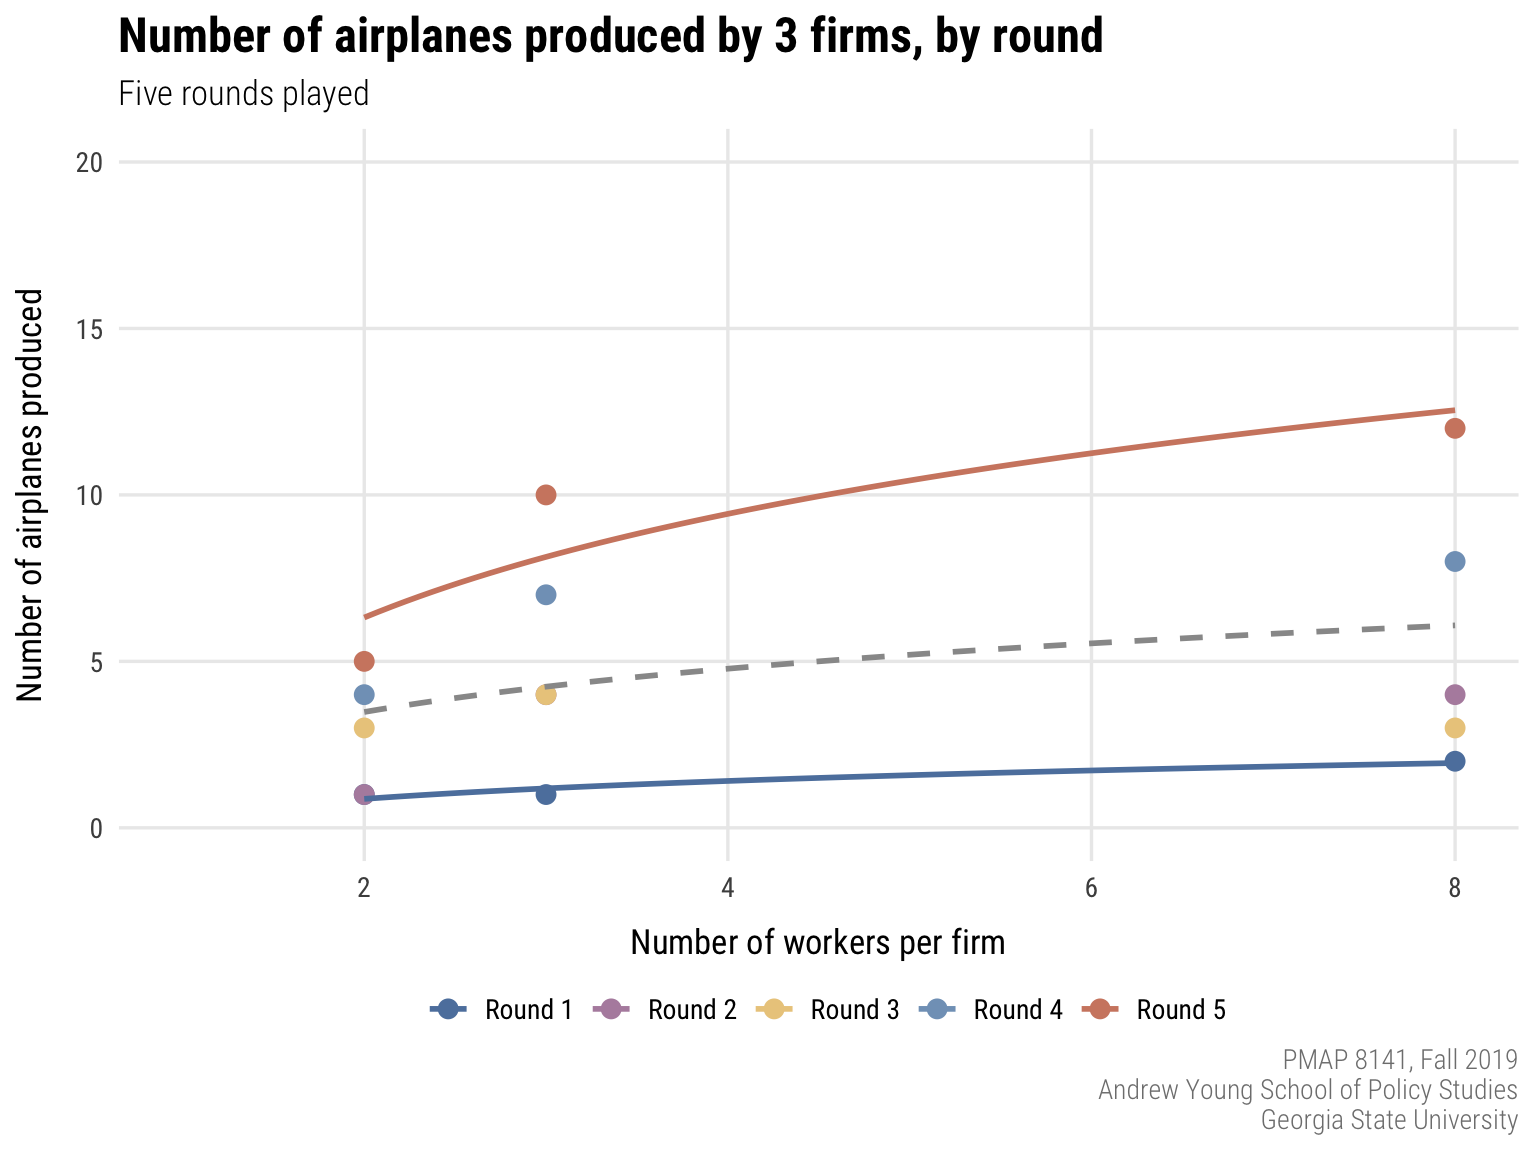 Number of airplanes produced by 3 firms, by round
Five rounds played
Number of airplanes produced
20
15
10
5
0
2 4 6 8
Number of workers per firm
Round 1 Round 2 Round 3 Round 4 Round 5
PMAP 8141, Fall 2019
Andrew Young School of Policy Studies
Georgia State University